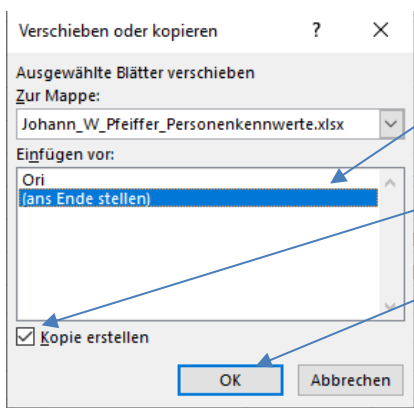 Verschieben oder kopieren ? ×
Ausgewählte Blätter verschieben
Zur Mappe:
Johann_W_Pfeiffer_Personenkennwerte.xlsx
Einfügen vor:
Ori
(ans Ende stellen)
Kopie erstellen
OK Abbrechen